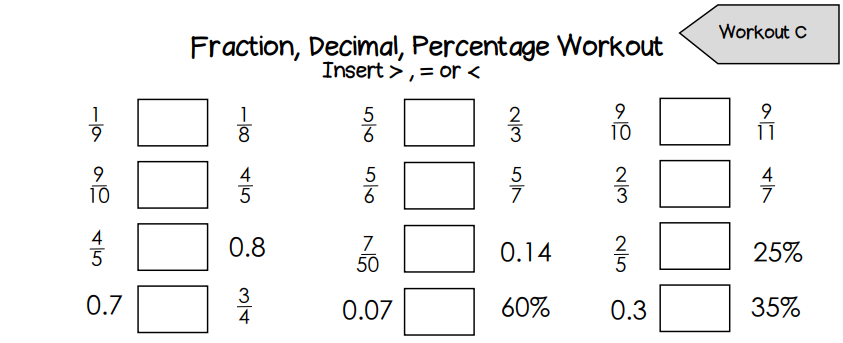 Workout C
Fraction, Decimal, Percentage Workout
Insert > , = or <
1/9 1/8 5/6 2/3 9/10 9/11
9/10 4/5 5/6 5/7 2/3 4/7
4/5 0.8 7/50 0.14 2/5 25%
0.7 3/4 0.07 60% 0.3 35%